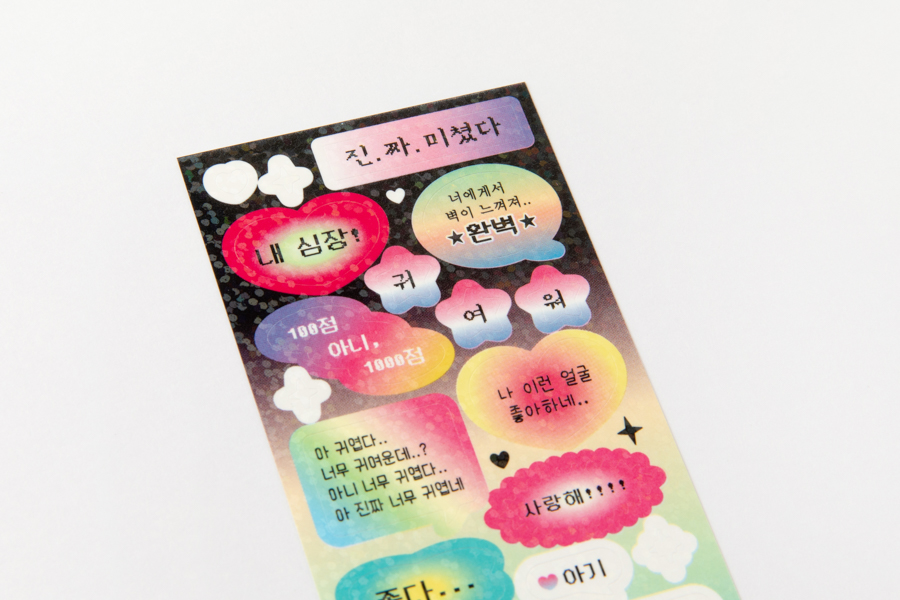 진.짜.미쳤다
너에게서
벽이 느껴져..
★완벽★
내 심장!
귀
여
워
100점
아니,
1000점
나 이런 얼굴
좋아하네..
아 귀엽다..
너무 귀여운데..?
아니 너무 귀엽다..
아 진짜 너무 귀엽네
사랑해!!!!
좋다...
아기